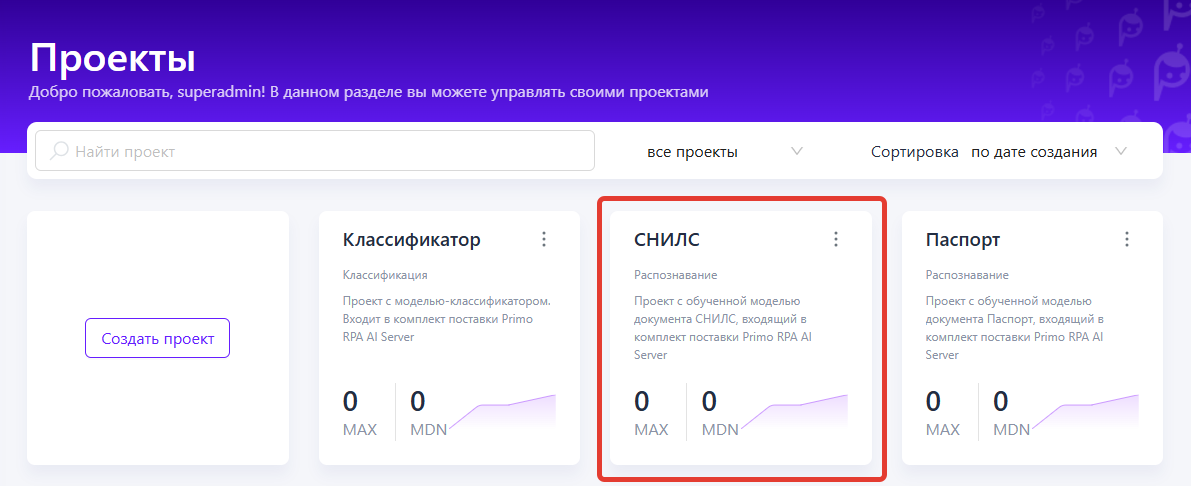 Проекты
Добро пожаловать, superadmin! В данном разделе вы можете управлять своими проектами
Найти проект
все проекты
Сортировка по дате создания
Создать проект
Классификатор
Классификация
Проект с моделью-классификатором.
Входит в комплект поставки Primo
RPA AI Server
0
MAX
0
MDN
СНИЛС
Распознавание
Проект с обученной моделью
документа СНИЛС, входящий в
комплект поставки Primo RPA AI
Server
0
MAX
0
MDN
Паспорт
Распознавание
Проект с обученной моделью
документа Паспорт, входящий в
комплект поставки Primo RPA AI
Server
0
MAX
0
MDN